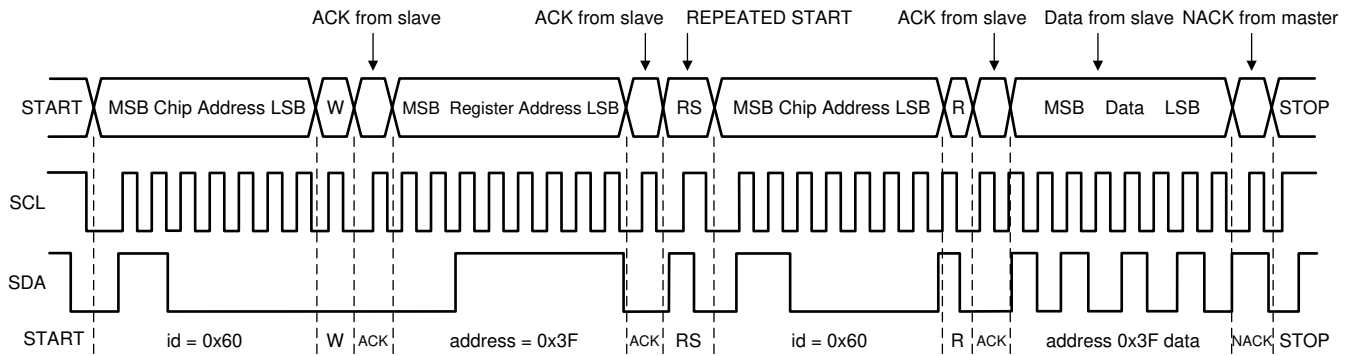 ACK from slave ACK from slave REPEATED START ACK from slave Data from slave NACK from master
START MSB Chip Address LSB W MSB Register Address LSB RS MSB Chip Address LSB R MSB Data LSB STOP
SCL
SDA
START id = 0x60 W ACK address = 0x3F ACK RS id = 0x60 R ACK address 0x3F data NACK STOP